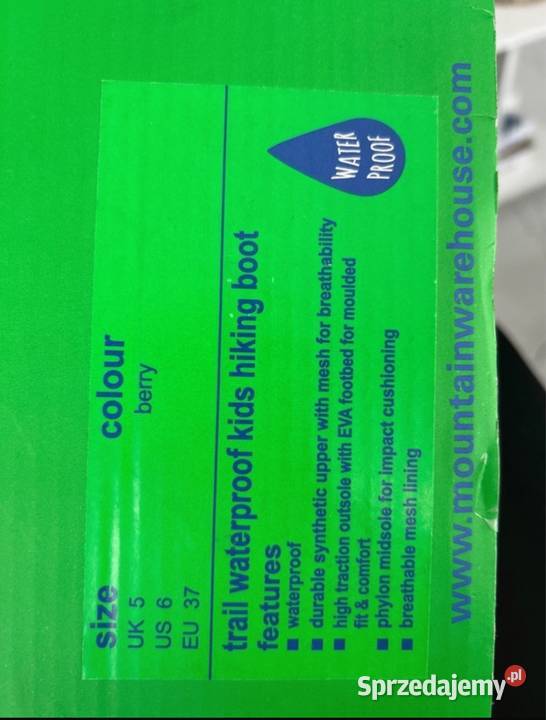 size
UK 5
US 6
EU 37
colour
berry
WATER
PROOF
trail waterproof kids hiking boot
features
■ waterproof
■ durable synthetic upper with mesh for breathability
■ high traction outsole with EVA footbed for moulded
fit & comfort
■ phylon midsole for impact cushioning
■ breathable mesh lining
www.mountainwarehouse.com
Sprzedajemy.pl